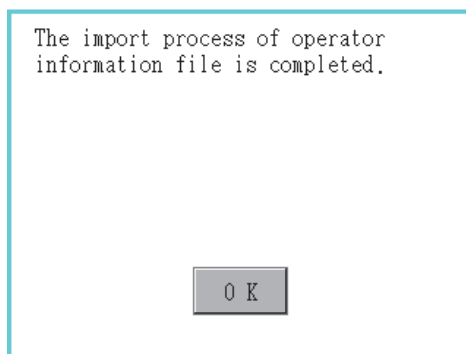 The import process of operator
information file is completed.
OK